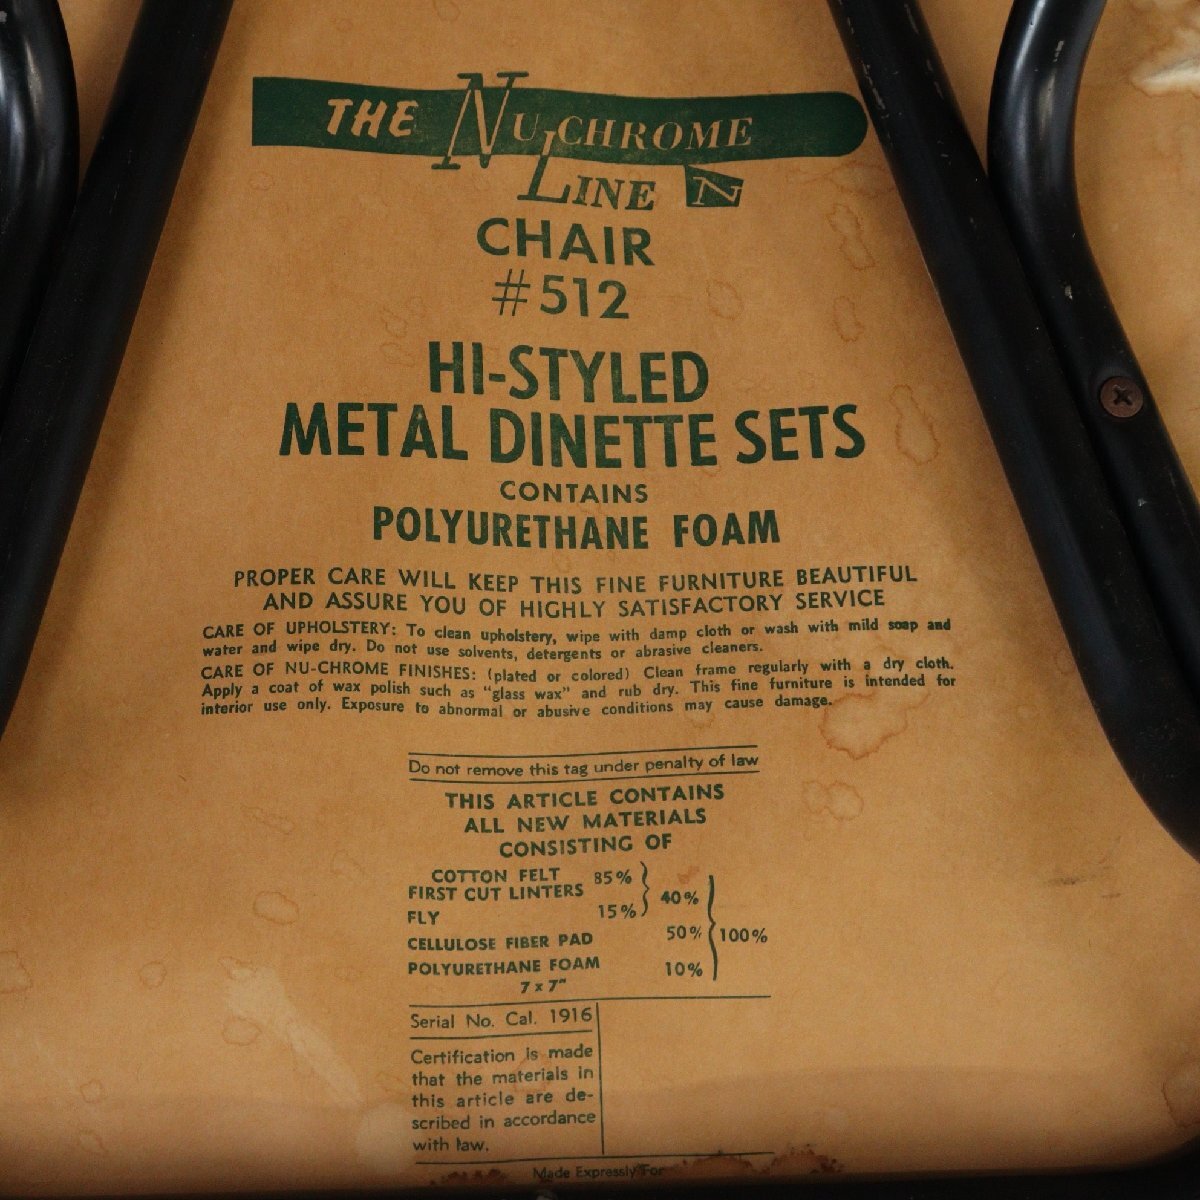 THE NU-CHROME
LINE N
CHAIR
#512
HI-STYLED
METAL DINETTE SETS
CONTAINS
POLYURETHANE FOAM
PROPER CARE WILL KEEP THIS FINE FURNITURE BEAUTIFUL
AND ASSURE YOU OF HIGHLY SATISFACTORY SERVICE
CARE OF UPHOLSTERY: To clean upholstery, wipe with damp cloth or wash with mild soap and
water and wipe dry. Do not use solvents, detergents or abrasive cleaners.
CARE OF NU-CHROME FINISHES: (plated or colored) Clean frame regularly with a dry cloth.
Apply a coat of wax polish such as "glass wax" and rub dry. This fine furniture is intended for
interior use only. Exposure to abnormal or abusive conditions may cause damage.
Do not remove this tag under penalty of law
THIS ARTICLE CONTAINS
ALL NEW MATERIALS
CONSISTING OF
COTTON FELT 85%
FIRST CUT LINTERS 40%
FLY 15%
CELLULOSE FIBER PAD 50% 100%
POLYURETHANE FOAM 10%
7 x 7"
Serial No. Cal. 1916
Certification is made
that the materials in
this article are de-
scribed in accordance
with law.
Made Expressly For